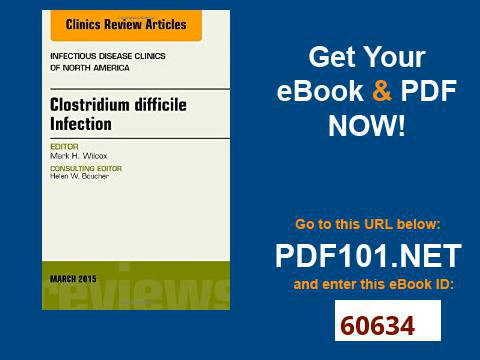 Clinics Review Articles
INFECTIOUS DISEASE CLINICS
OF NORTH AMERICA
Clostridium difficile
Infection
EDITOR
Mark H. Wilcox
CONSULTING EDITOR
Helen W. Boucher
MARCH 2015
reviews
Get Your
eBook & PDF
NOW!
Go to this URL below:
PDF101.NET
and enter this eBook ID:
60634